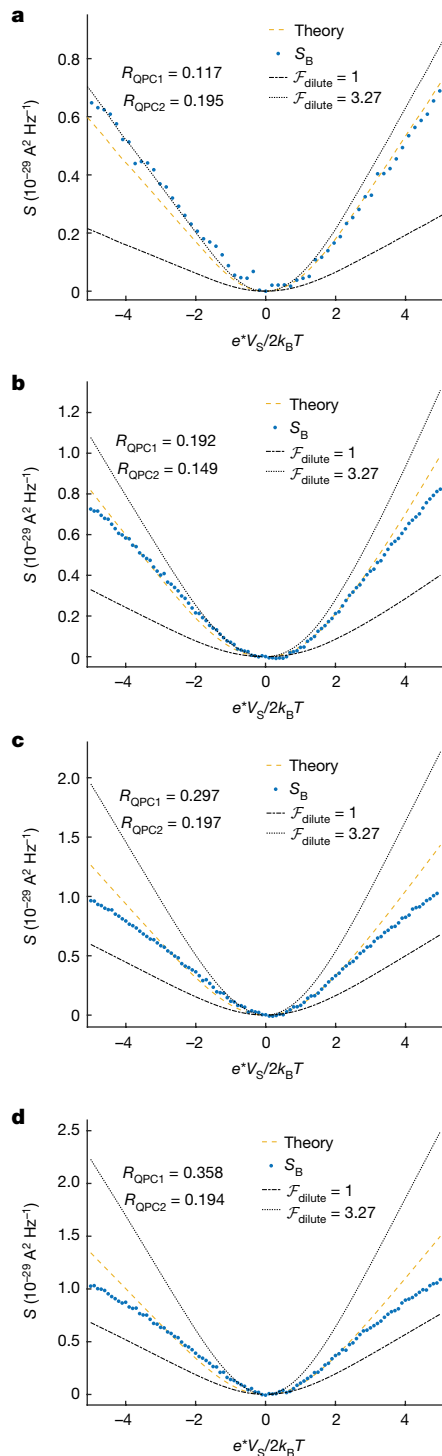 a
0.8
0.6
0.4
0.2
0
S (10⁻²⁹ A² Hz⁻¹)
R_QPC1 = 0.117
R_QPC2 = 0.195
Theory
S_B
ℱ_dilute = 1
ℱ_dilute = 3.27
−4 −2 0 2 4
e*V_S/2k_BT
b
1.2
1.0
0.8
0.6
0.4
0.2
0
S (10⁻²⁹ A² Hz⁻¹)
R_QPC1 = 0.192
R_QPC2 = 0.149
Theory
S_B
ℱ_dilute = 1
ℱ_dilute = 3.27
−4 −2 0 2 4
e*V_S/2k_BT
c
2.0
1.5
1.0
0.5
0
S (10⁻²⁹ A² Hz⁻¹)
R_QPC1 = 0.297
R_QPC2 = 0.197
Theory
S_B
ℱ_dilute = 1
ℱ_dilute = 3.27
−4 −2 0 2 4
e*V_S/2k_BT
d
2.5
2.0
1.5
1.0
0.5
0
S (10⁻²⁹ A² Hz⁻¹)
R_QPC1 = 0.358
R_QPC2 = 0.194
Theory
S_B
ℱ_dilute = 1
ℱ_dilute = 3.27
−4 −2 0 2 4
e*V_S/2k_BT